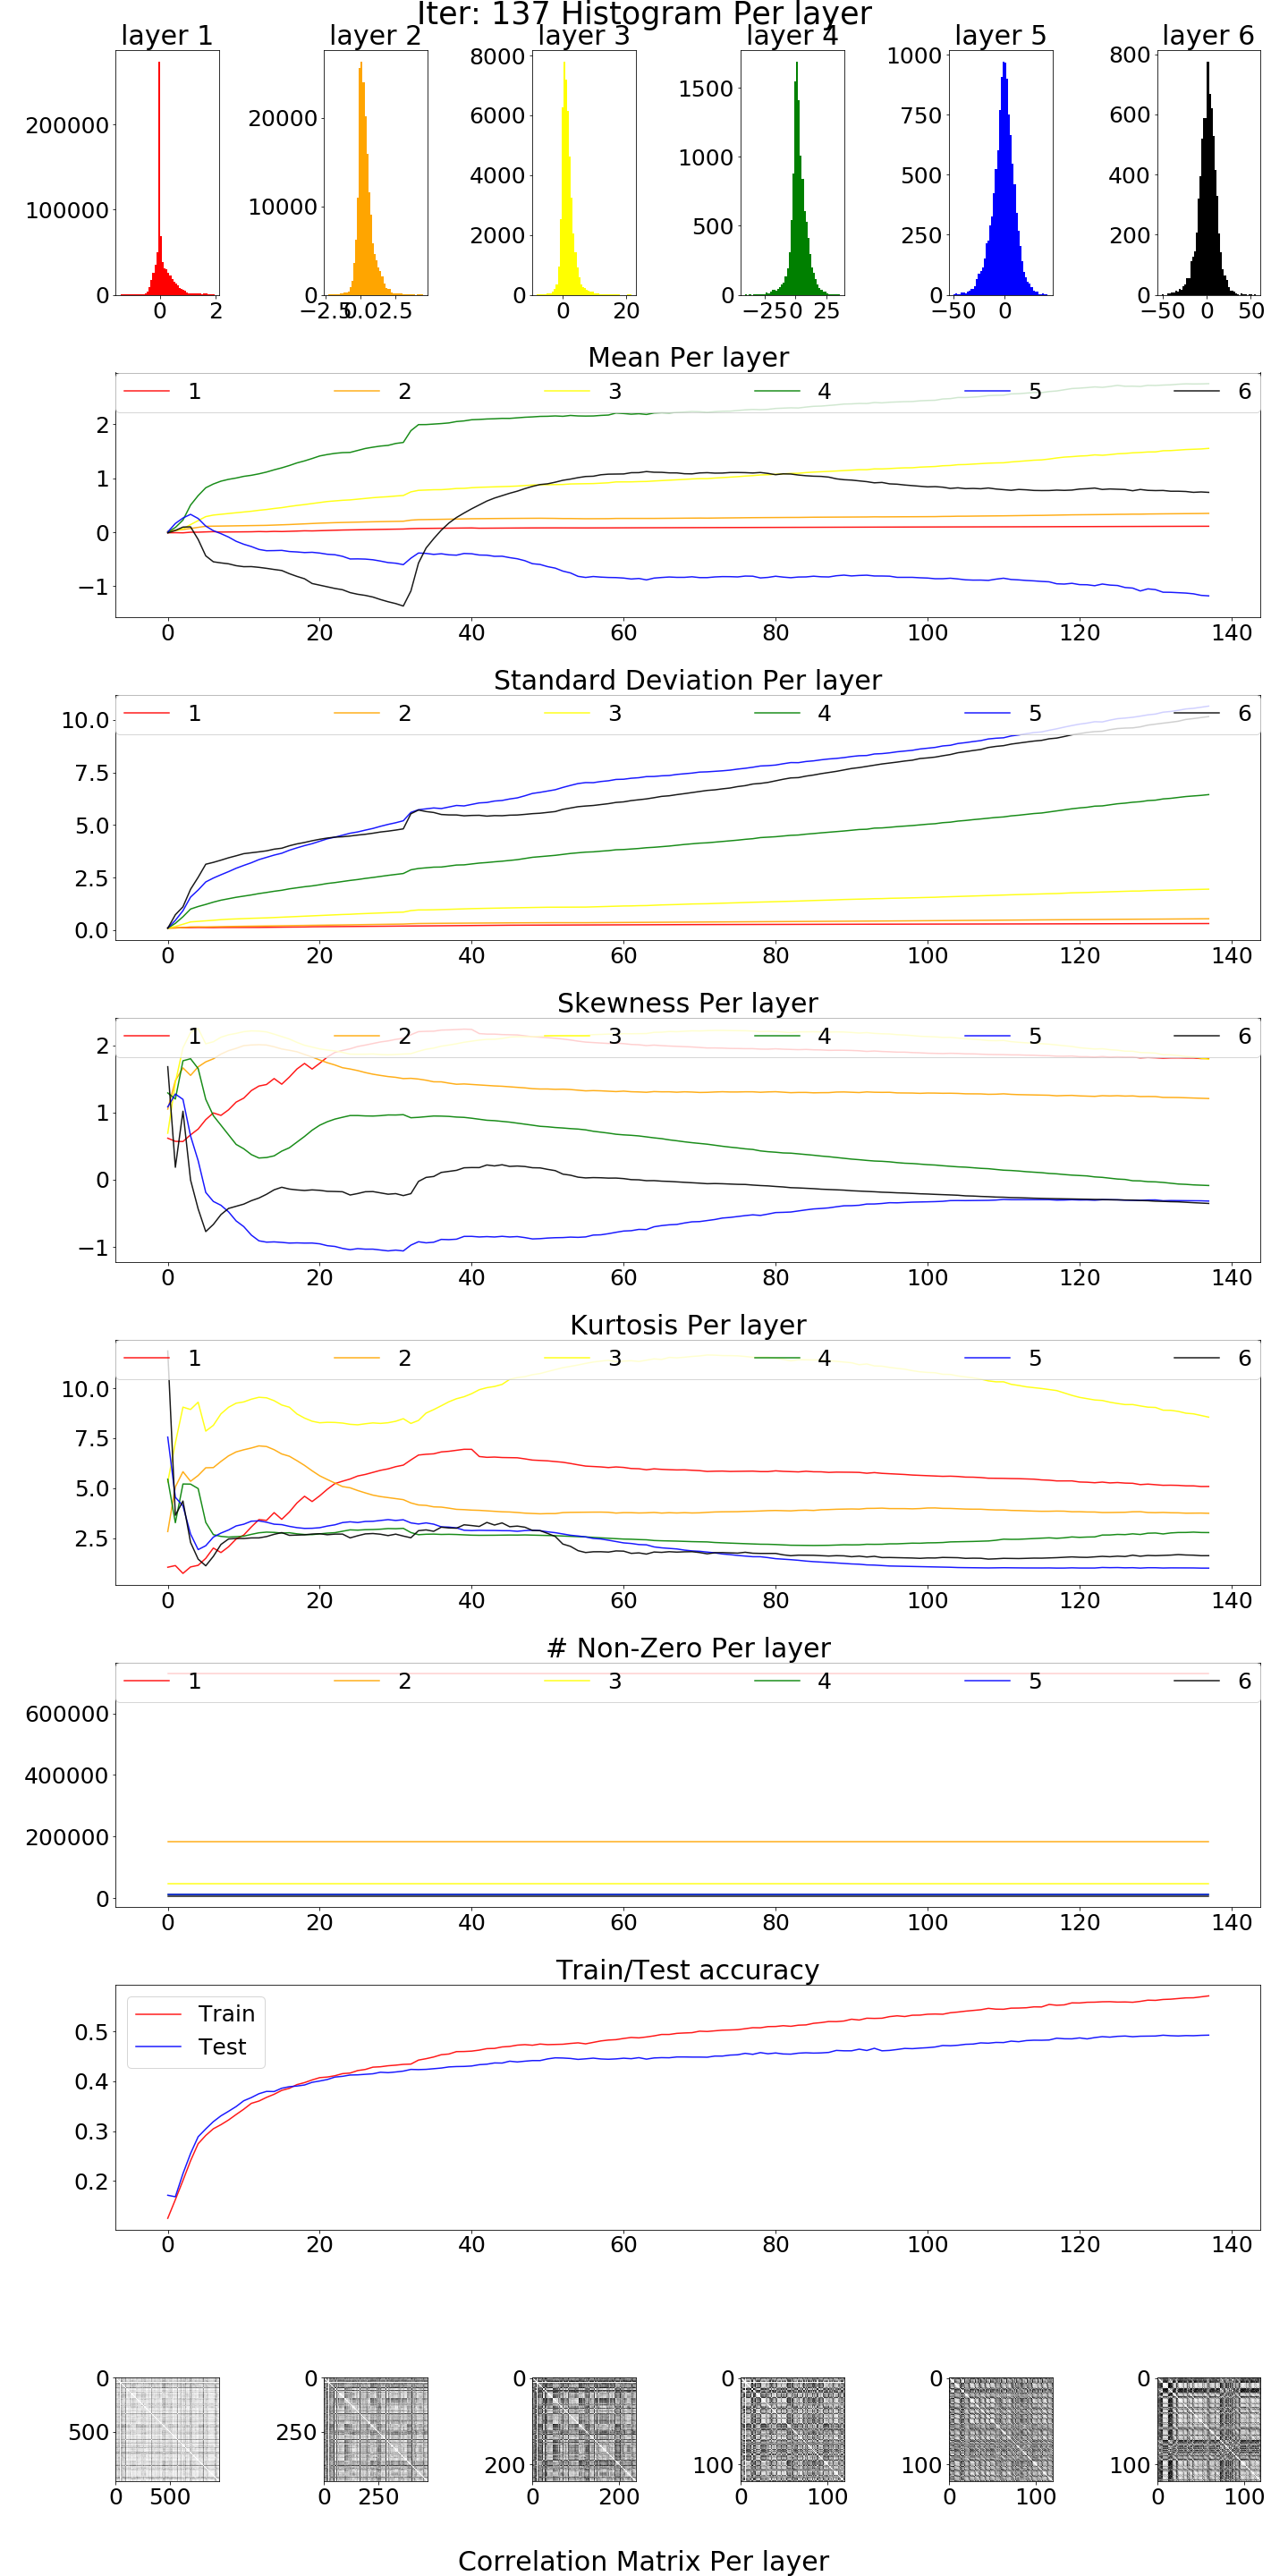 Iter: 137 Histogram Per layer
layer 1 layer 2 layer 3 layer 4 layer 5 layer 6
200000 100000 0 0 2
20000 10000 0 −2.5 0.0 2.5
8000 6000 4000 2000 0 0 20
1500 1000 500 0 −25 0 25
1000 750 500 250 0 −50 0
800 600 400 200 0 −50 0 50
Mean Per layer
1 2 3 4 5 6
2
1
0
−1
0 20 40 60 80 100 120 140
Standard Deviation Per layer
1 2 3 4 5 6
10.0
7.5
5.0
2.5
0.0
0 20 40 60 80 100 120 140
Skewness Per layer
1 2 3 4 5 6
2
1
0
−1
0 20 40 60 80 100 120 140
Kurtosis Per layer
1 2 3 4 5 6
10.0
7.5
5.0
2.5
0 20 40 60 80 100 120 140
# Non-Zero Per layer
1 2 3 4 5 6
600000
400000
200000
0
0 20 40 60 80 100 120 140
Train/Test accuracy
Train
Test
0.5
0.4
0.3
0.2
0 20 40 60 80 100 120 140
0 500 0 500
0 250 0 250
0 200 0 200
0 100 0 100
0 100 0 100
0 100 0 100
Correlation Matrix Per layer